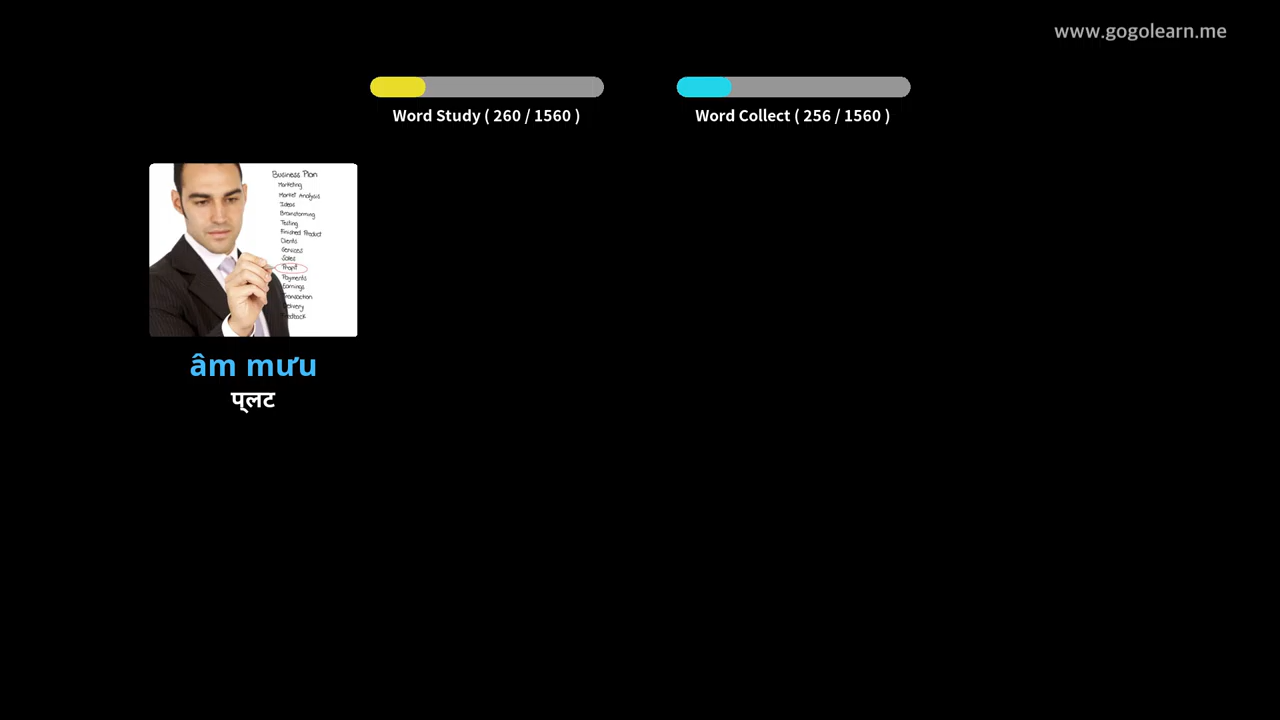 www.gogolearn.me
Word Study ( 260 / 1560 )
Word Collect ( 256 / 1560 )
Business Plan
Marketing
Market Analysis
Ideas
Brainstorming
Testing
Finished Product
Clients
Services
Sales
Profit
Payments
Earnings
Transaction
Delivery
Feedback
âm mưu
प्लट